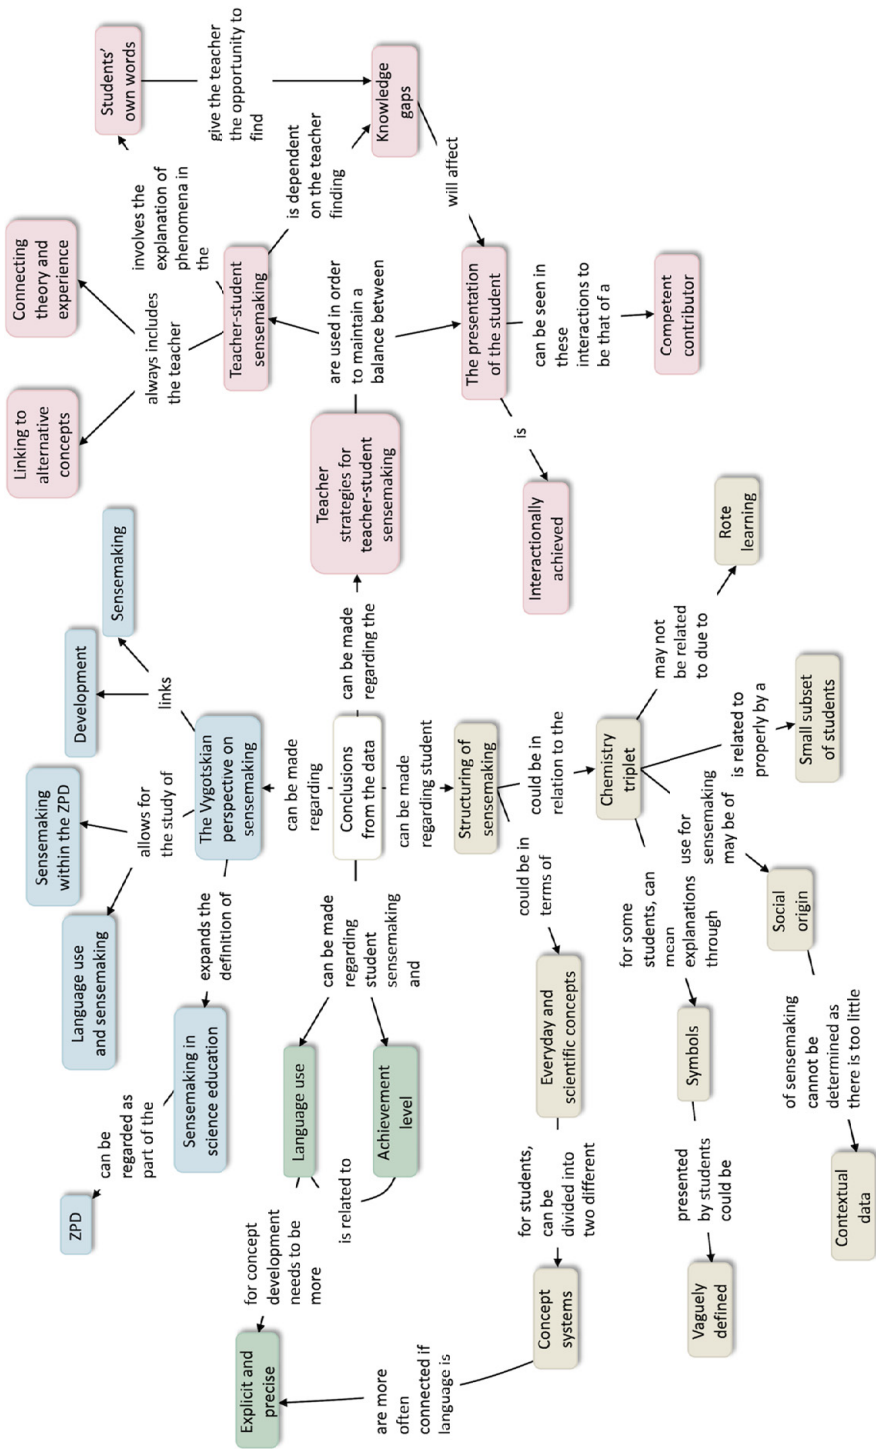 ZPD
can be
regarded as
part of the
Sensemaking in
science education
expands the
definition of
Language use
and sensemaking
Sensemaking
within the ZPD
allows for
the study of
Development
Sensemaking
links
The Vygotskian
perspective on
sensemaking
can be made
regarding
Conclusions
from the data
can be made
regarding
student
sensemaking
and
Language use
Achievement
level
is related to
for concept
development
needs to be
more
Explicit and
precise
are more
often
connected if
language is
can be made
regarding the
Teacher
strategies for
teacher-student
sensemaking
are used in order
to maintain a
balance between
Teacher-student
sensemaking
always includes
the teacher
Linking to
alternative
concepts
Connecting
theory and
experience
involves the
explanation of
phenomena in
the
Students’
own words
give the teacher
the opportunity to
find
is dependent
on the teacher
finding
Knowledge
gaps
will affect
The presentation
of the student
can be seen in
these
interactions to
be that of a
Competent
contributor
is
Interactionally
achieved
can be made
regarding student
Structuring of
sensemaking
could be in
terms of
Everyday and
scientific concepts
for students,
can be
divided into
two different
Concept
systems
could be in
relation to the
Chemistry
triplet
for some
students, can
mean
explanations
through
Symbols
presented
by students
could be
Vaguely
defined
use for
sensemaking
may be of
Social
origin
of sensemaking
cannot be
determined as
there is too little
Contextual
data
is related to
properly by a
Small subset
of students
may not
be related
to due to
Rote
learning